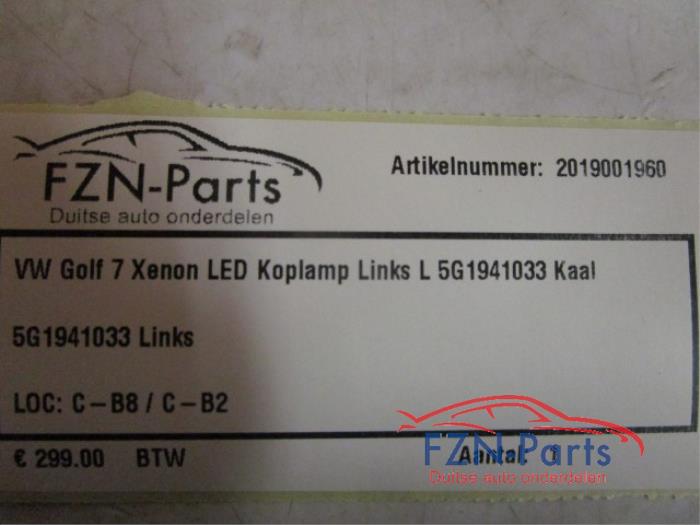 FZN-Parts
Duitse auto onderdelen
Artikelnummer: 2019001960
VW Golf 7 Xenon LED Koplamp Links L 5G1941033 Kaal
5G1941033 Links
LOC: C-B8 / C-B2
€ 299.00 BTW Aantal: 1
FZN-Parts
Duitse auto onderdelen